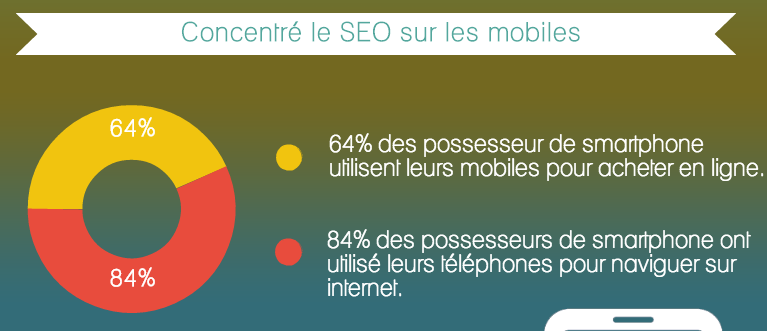 Concentré le SEO sur les mobiles
64%
64% des possesseur de smartphone
utilisent leurs mobiles pour acheter en ligne.
84% des possesseurs de smartphone ont
utilisé leurs téléphones pour naviguer sur
internet.
84%